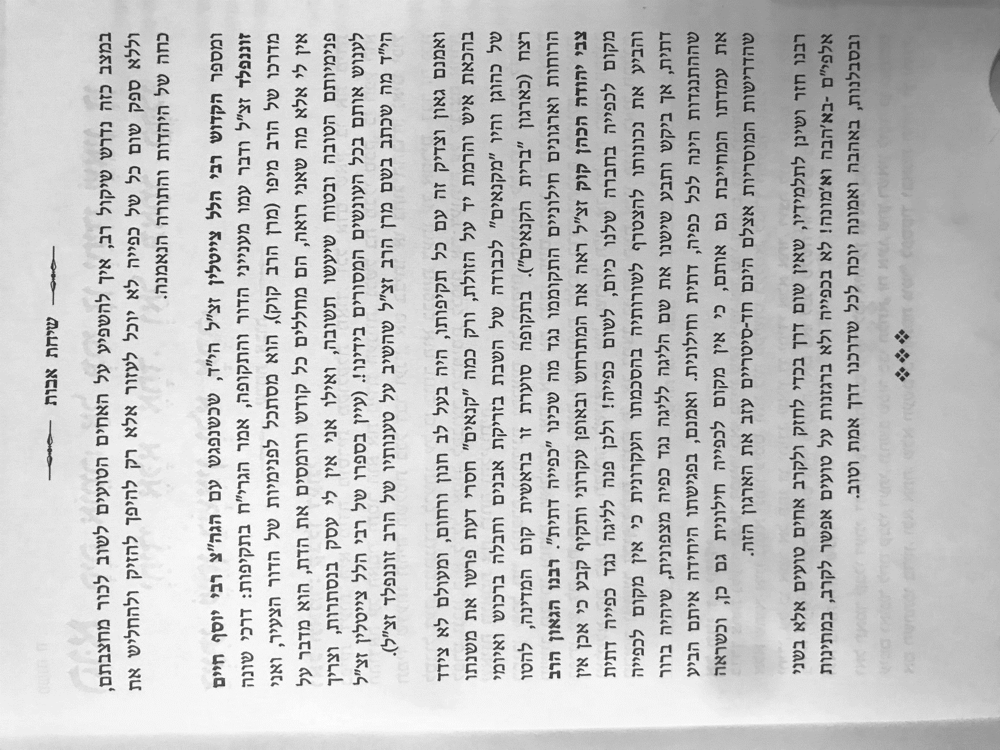 שיחת אבות
במצב כזה נדרש שיקול רב, איך להשפיע על האחים הטועים לשוב לכור מחצבתם,
וללא ספק שום כל של כפייה לא יוכל לעזור אלא רק להיפך להזיק ולהחליש את
כחה של היהדות והתורה הנאמנה.
ומספר הקדוש רבי הלל צייטלין זצ״ל הי״ד, שכשנפגש עם הגה״צ רבי יוסף חיים
זוננפלד זצ״ל ודבר עמו מענייני הדור והתקופה, אמר הגרי״ח בתקיפות: דרכי שונה
מדרכו של הרב מיפו (מרן הרב קוק), הוא מסתכל לפנימיות של הדור הצעיר, ואני
אין לי אלא מה שאני רואה, הם מחללים כל קודש ורומסים את הדת, הוא מדבר על
פנימיותם הטובה ובטוח שיעשו תשובה, ואילו אני אין לי עסק בנסתרות, וצריך
לענוש אותם בכל העונשים המסורים בידינו!. (עיין בספרו של רבי הלל צייטלין זצ״ל
הי״ד מה שכתב בשם מרן הרב זצ״ל שהשיב על טענותיו של הרב זוננפלד זצ״ל).
ואמנם גאון וצדיק זה עם כל תקיפותו, היה בעל לב חנון ורחום, ומעולם לא צידד
בהכאת איש והרמת יד על הזולת, ורק כמה ״קנאים״ חסרי דעת פרשו את משנתו
של כהוגן והיו ״מקנאים״ לכבודה של השבת בזריקת אבנים וחבלה ברכוש ואיומי
רצח (כארגון ״ברית הקנאים״). בתקופה סוערת זו בראשית קום המדינה, להטו
הרוחות וארגונים חילוניים התקוממו נגד מה שכינו ״כפייה דתית״. רבנו הגאון הרב
צבי יהודה הכהן קוק זצ״ל ראה את המתרחש ובאופן עקרוני ותקיף קבע כי אכן אין
מקום לכפייה בחברה שלנו כיום, לשום כפייה! ולכן פנה לליגה נגד כפייה דתית
והביע את נכונותו להצטרף לשורותיה בהסכמתו העקרונית כי אין מקום לכפייה
דתית, אך ביקש ותבע שישנו את שם הליגה לליגה נגד כפיה מצפונית, שיהיה ברור
שההתנגדות הינה לכל כפיה, דתית וחילונית. ואמנם, בפגישתו היחידה איתם הביע
את עמדתו המחייבת גם אותם, כי אין מקום לכפייה חילונית גם כן, וכשראה
שהדרישות המוסריות אצלם הינם חד-סיטריים עזב את הארגון הזה.
רבנו חזר ושינן לתלמידיו, שאין שום דרך בכדי לחזק ולקרב אחים טועים אלא בשני
אלפי״ם -בא׳הבה וא׳מונה! לא בכפייה ולא ברגזנות על טועים אפשר לקרב, במתינות
ובסבלנות, באהבה ואמונה יוכח לכל שדרכנו דרך אמת וטוב.